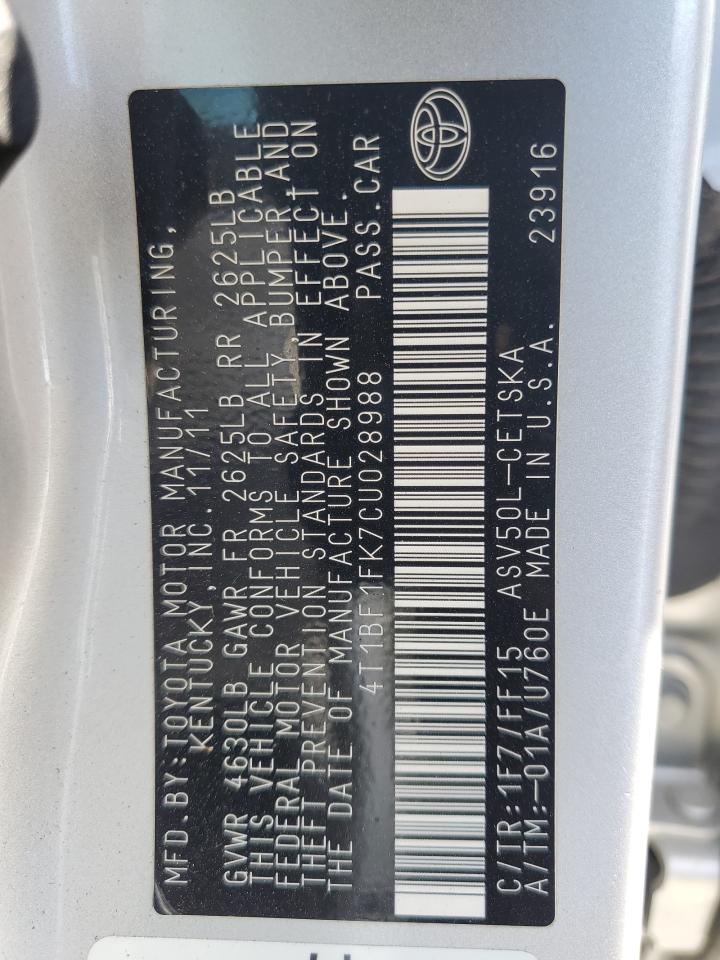 MFD.BY:TOYOTA MOTOR MANUFACTURING,
KENTUCKY,INC. 11/11
GVWR 4630LB GAWR FR 2625LB RR 2625LB
THIS VEHICLE CONFORMS TO ALL APPLICABLE
FEDERAL MOTOR VEHICLE SAFETY, BUMPER,AND
THEFT PREVENTION STANDARDS IN EFFECT ON
THE DATE OF MANUFACTURE SHOWN ABOVE.
4T1BF1FK7CU028988 PASS.CAR
C/TR:1F7/FF15 ASV50L-CETSKA
A/TM:-01A/U760E MADE IN U.S.A. 23916